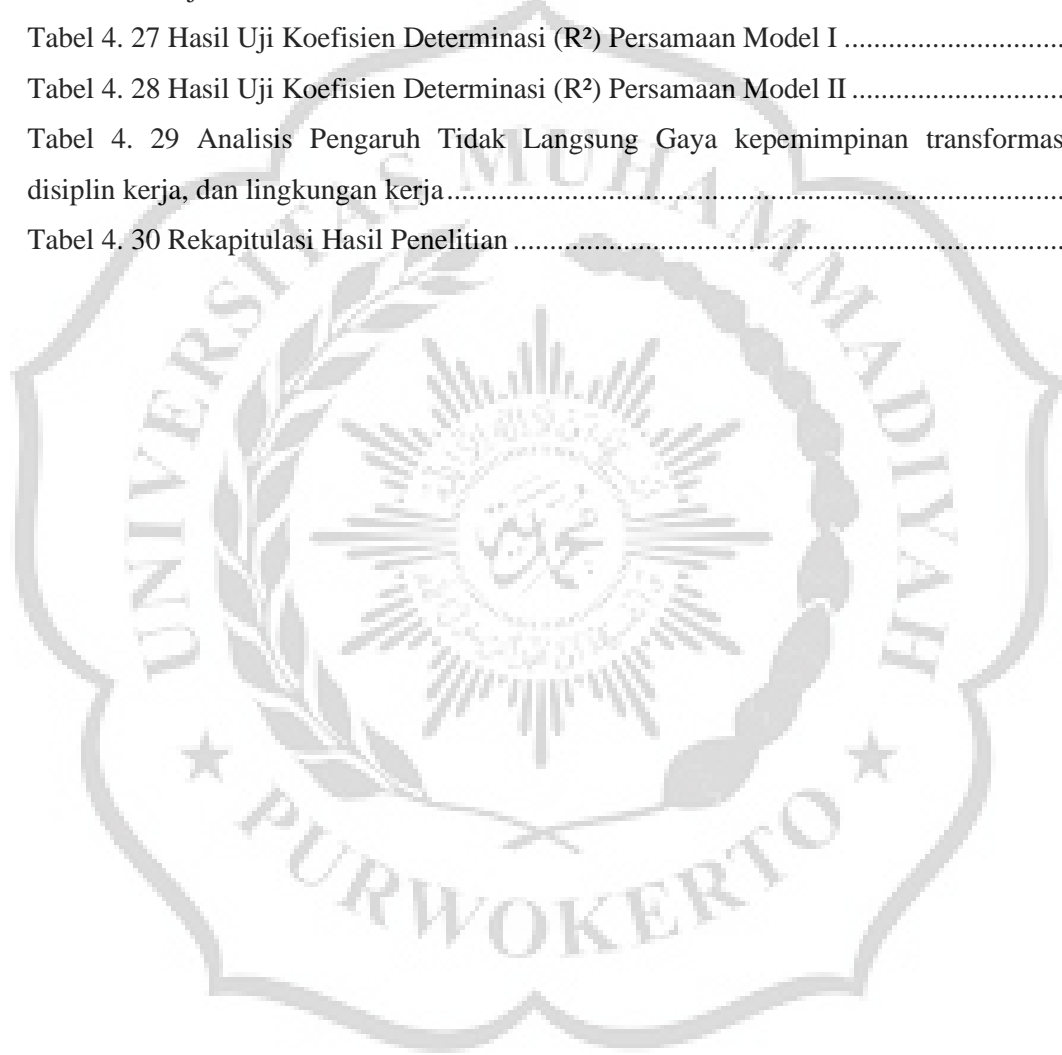 Tabel 4. 27 Hasil Uji Koefisien Determinasi (R²) Persamaan Model I ............................
Tabel 4. 28 Hasil Uji Koefisien Determinasi (R²) Persamaan Model II ...........................
Tabel 4. 29 Analisis Pengaruh Tidak Langsung Gaya kepemimpinan transformas
disiplin kerja, dan lingkungan kerja ..............................................................................
Tabel 4. 30 Rekapitulasi Hasil Penelitian .....................................................................
UNIVERSITAS MUHAMMADIYAH
PURWOKERTO